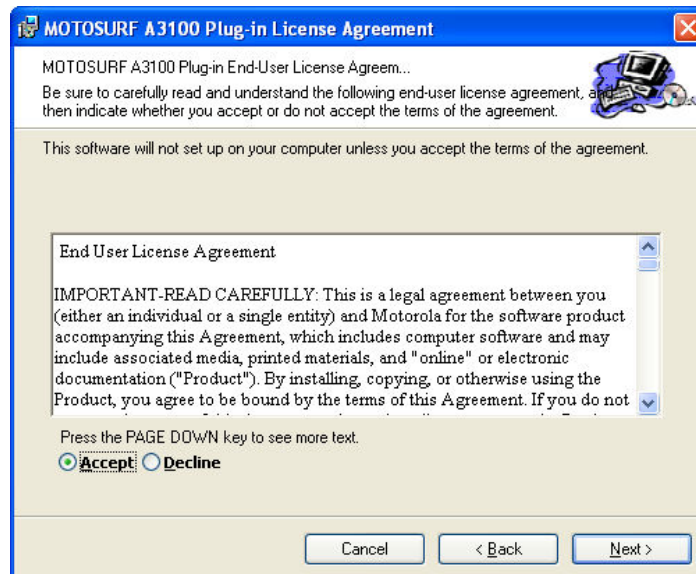 MOTOSURF A3100 Plug-in License Agreement
MOTOSURF A3100 Plug-in End-User License Agreem...
Be sure to carefully read and understand the following end-user license agreement, and
then indicate whether you accept or do not accept the terms of the agreement.
This software will not set up on your computer unless you accept the terms of the agreement.
End User License Agreement
IMPORTANT-READ CAREFULLY: This is a legal agreement between you
(either an individual or a single entity) and Motorola for the software product
accompanying this Agreement, which includes computer software and may
include associated media, printed materials, and "online" or electronic
documentation ("Product"). By installing, copying, or otherwise using the
Product, you agree to be bound by the terms of this Agreement. If you do not
Press the PAGE DOWN key to see more text.
Accept Decline
Cancel < Back Next >